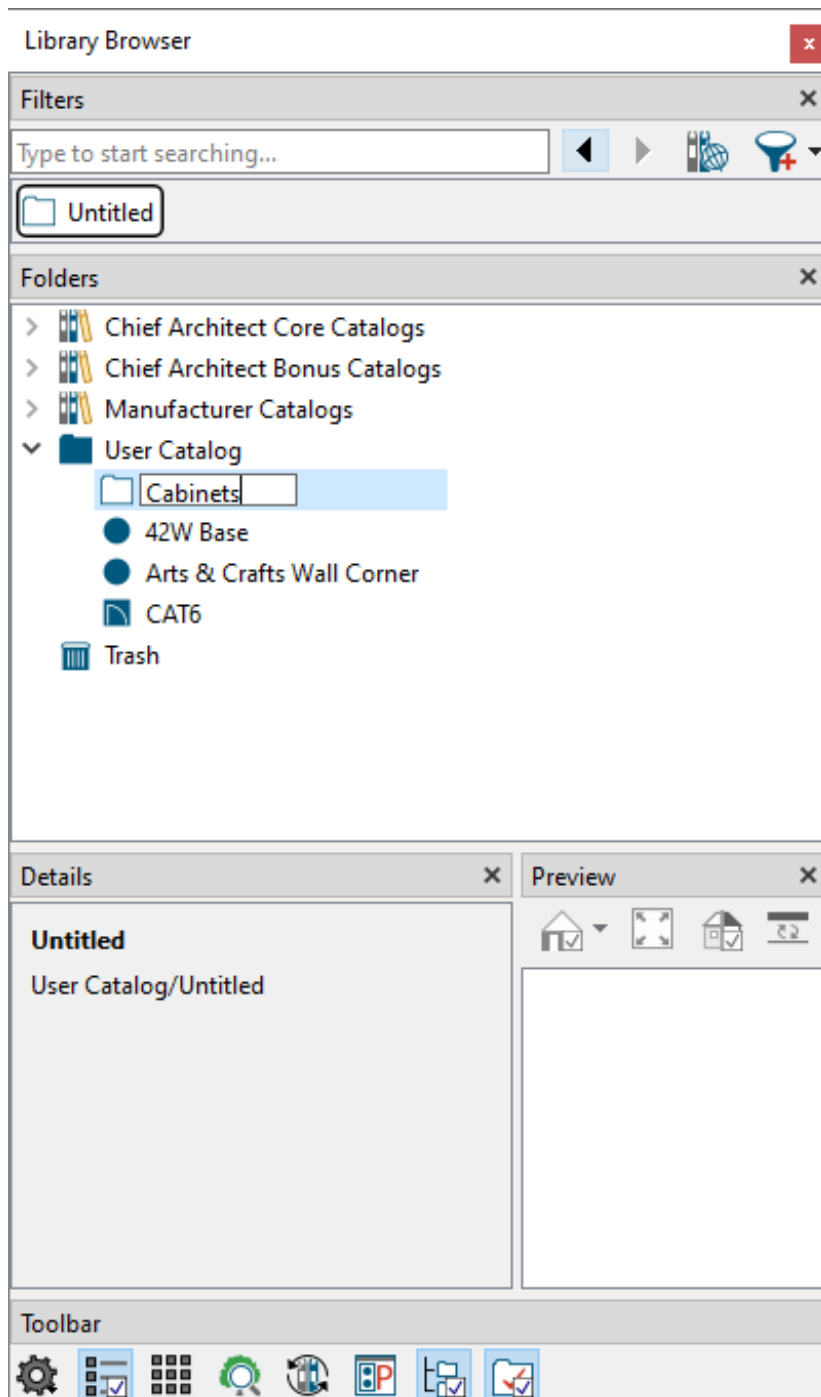 Library Browser
x
Filters
Type to start searching...
Untitled
Folders
Chief Architect Core Catalogs
Chief Architect Bonus Catalogs
Manufacturer Catalogs
User Catalog
Cabinets
42W Base
Arts & Crafts Wall Corner
CAT6
Trash
Details
Preview
Untitled
User Catalog/Untitled
Toolbar
P